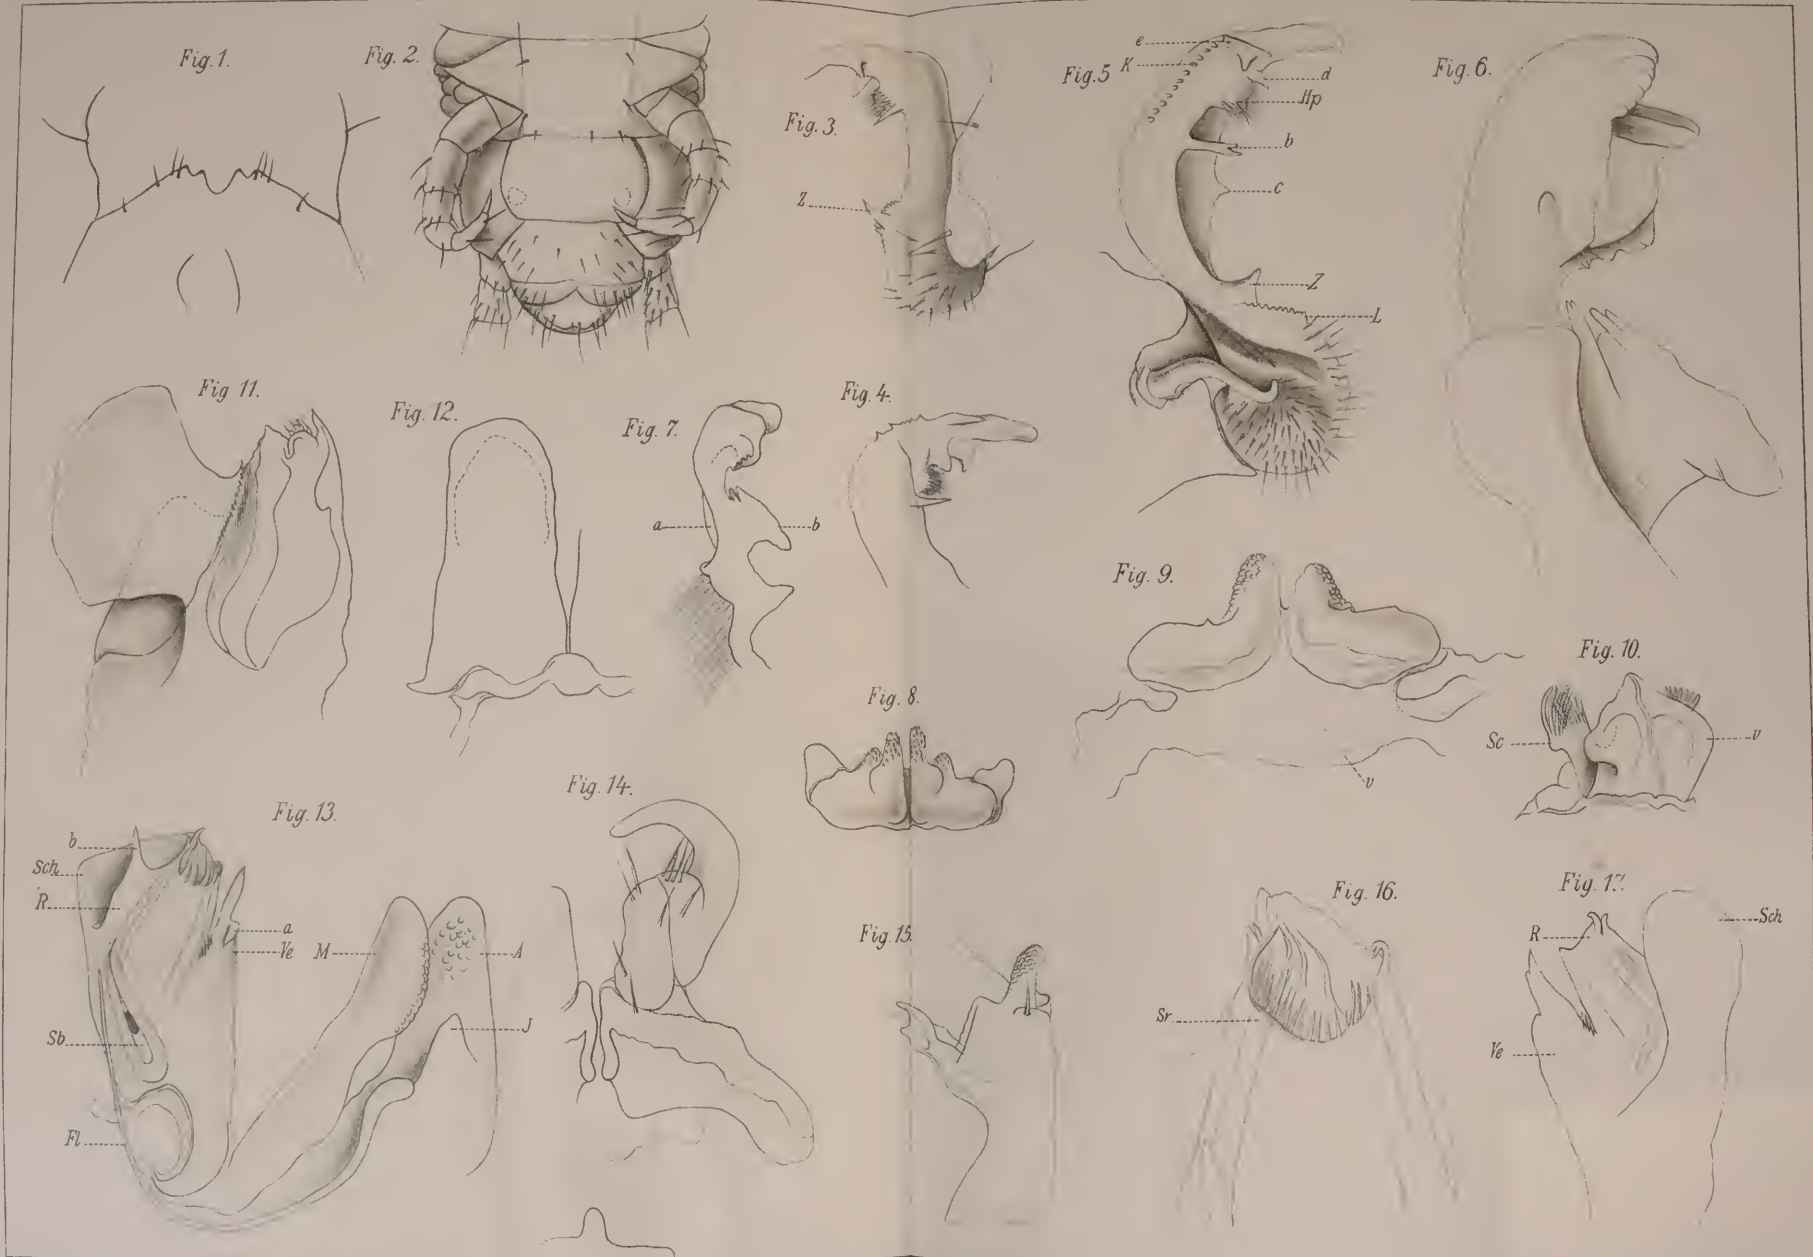 Fig. 1.
Fig. 2.
Fig. 3.
Z
Fig. 5
e
K
d
Hp
b
c
Z
L
Fig. 6.
Fig 11.
Fig. 12.
Fig. 7.
a
b
Fig. 4.
Fig. 9.
v
Fig. 10.
Sc
v
Fig. 8.
Fig. 13.
b
Sch
R
a
Ve
M
A
J
Sb
Fl
Fig. 14.
Fig. 15.
Fig. 16.
Sr
Fig. 17.
Sch
R
Ve